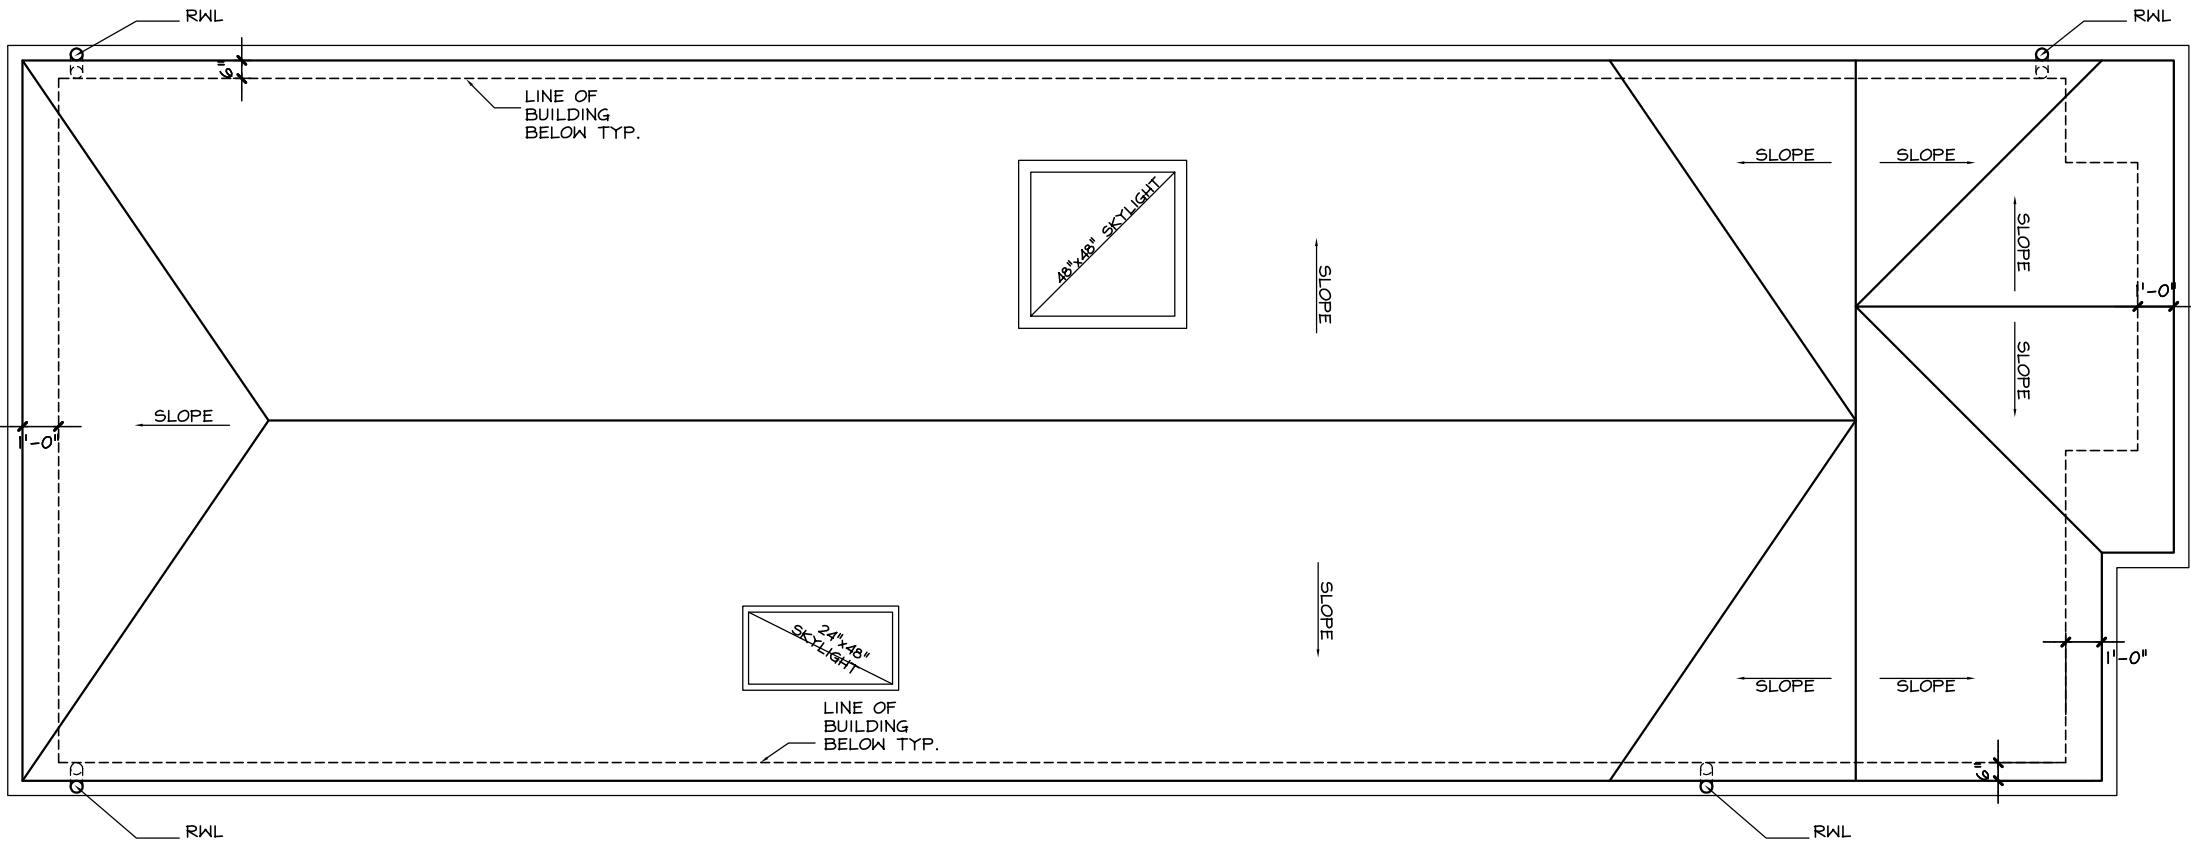 RWL
RWL
6"
LINE OF
BUILDING
BELOW TYP.
SLOPE
SLOPE
48"x48" SKYLIGHT
SLOPE
SLOPE
1'-0"
SLOPE
SLOPE
1'-0"
SLOPE
24"x48"
SKYLIGHT
1'-0"
SLOPE
SLOPE
LINE OF
BUILDING
BELOW TYP.
6"
RWL
RWL